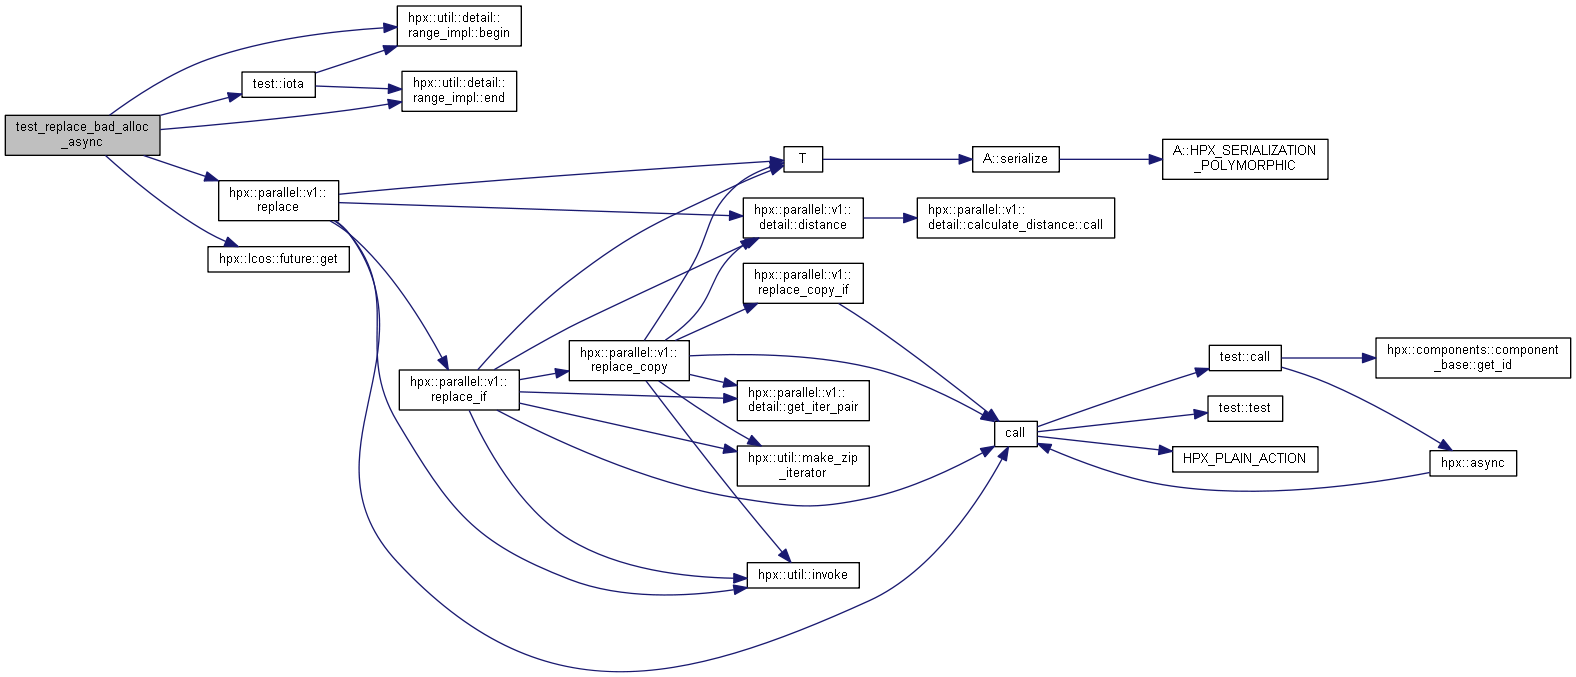 hpx::util::detail::
range_impl::begin
test::iota
hpx::util::detail::
range_impl::end
test_replace_bad_alloc
_async
hpx::parallel::v1::
replace
hpx::lcos::future::get
T
A::serialize
A::HPX_SERIALIZATION
_POLYMORPHIC
hpx::parallel::v1::
detail::distance
hpx::parallel::v1::
detail::calculate_distance::call
hpx::parallel::v1::
replace_copy_if
hpx::parallel::v1::
replace_copy
hpx::parallel::v1::
replace_if
hpx::parallel::v1::
detail::get_iter_pair
hpx::util::make_zip
_iterator
hpx::util::invoke
call
test::call
hpx::components::component
_base::get_id
test::test
HPX_PLAIN_ACTION
hpx::async